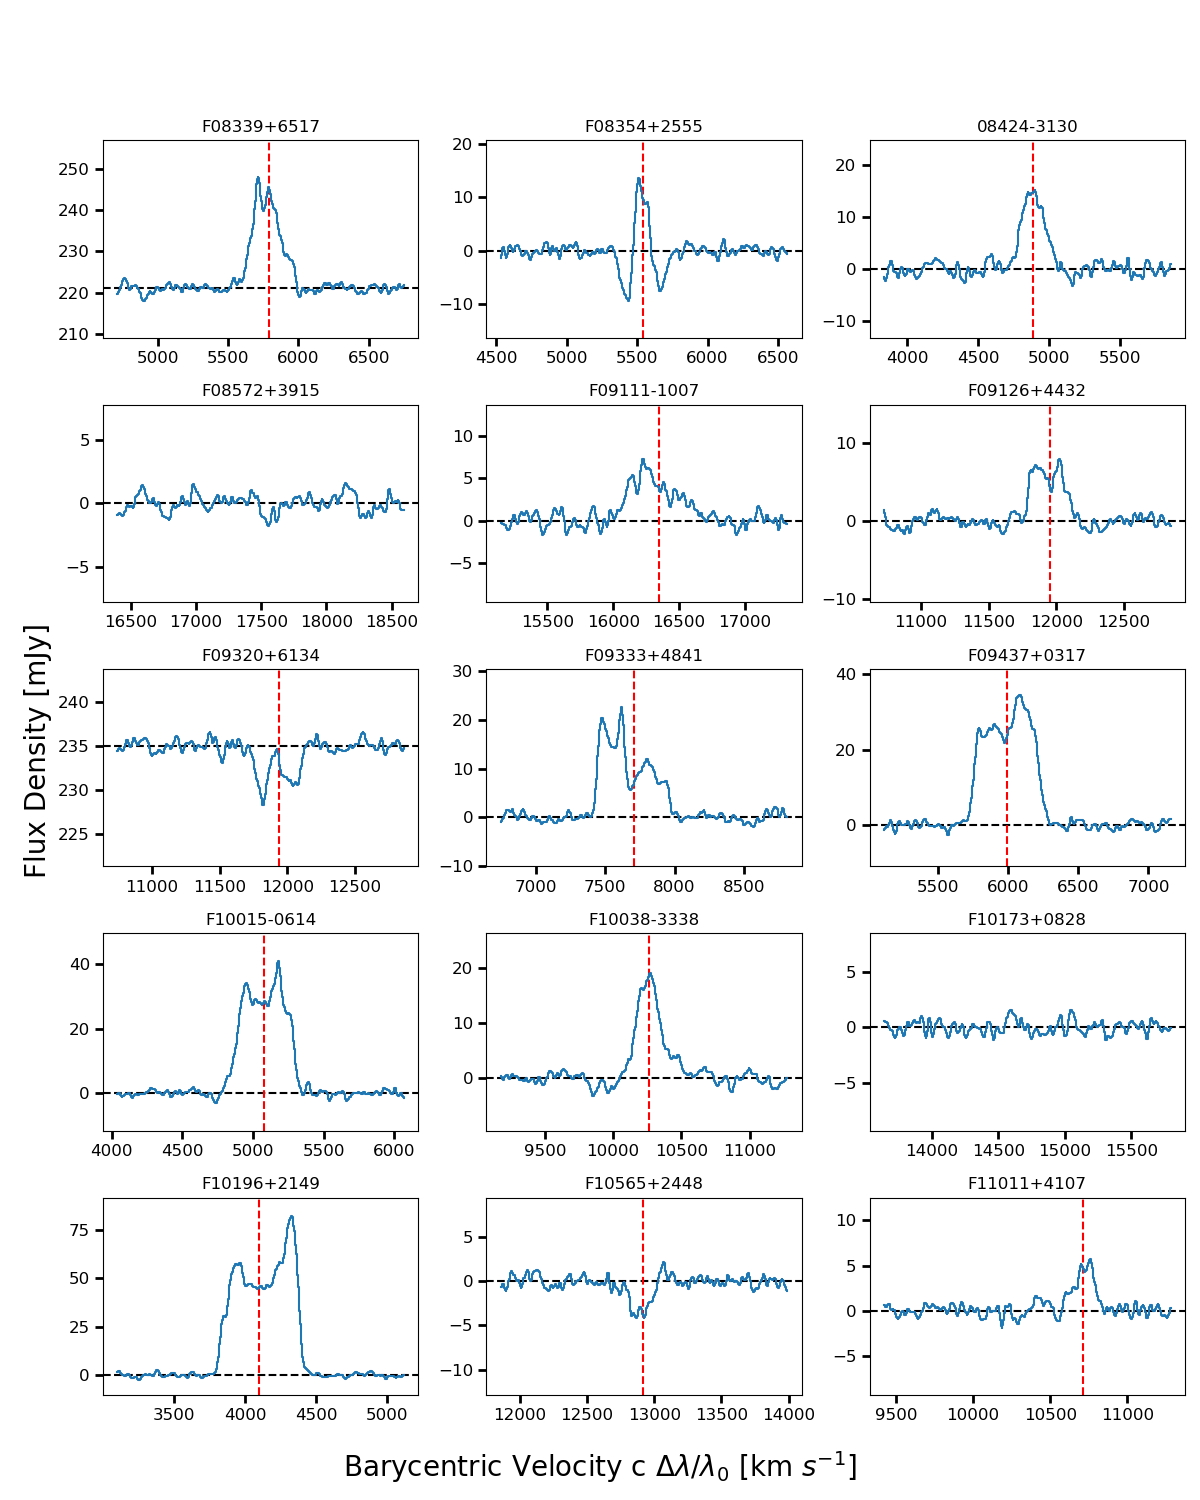 F08339+6517 F08354+2555 08424-3130
250
240
230
220
210
5000 5500 6000 6500
20
10
0
−10
4500 5000 5500 6000 6500
20
10
0
−10
4000 4500 5000 5500
F08572+3915 F09111-1007 F09126+4432
5
0
−5
16500 17000 17500 18000 18500
10
5
0
−5
15500 16000 16500 17000
10
0
−10
11000 11500 12000 12500
F09320+6134 F09333+4841 F09437+0317
240
235
230
225
11000 11500 12000 12500
30
20
10
0
−10
7000 7500 8000 8500
40
20
0
5500 6000 6500 7000
F10015-0614 F10038-3338 F10173+0828
40
20
0
4000 4500 5000 5500 6000
20
10
0
9500 10000 10500 11000
5
0
−5
14000 14500 15000 15500
F10196+2149 F10565+2448 F11011+4107
75
50
25
0
3500 4000 4500 5000
5
0
−5
−10
12000 12500 13000 13500 14000
10
5
0
−5
9500 10000 10500 11000
Flux Density [mJy]
Barycentric Velocity c Δλ/λ₀ [km s⁻¹]